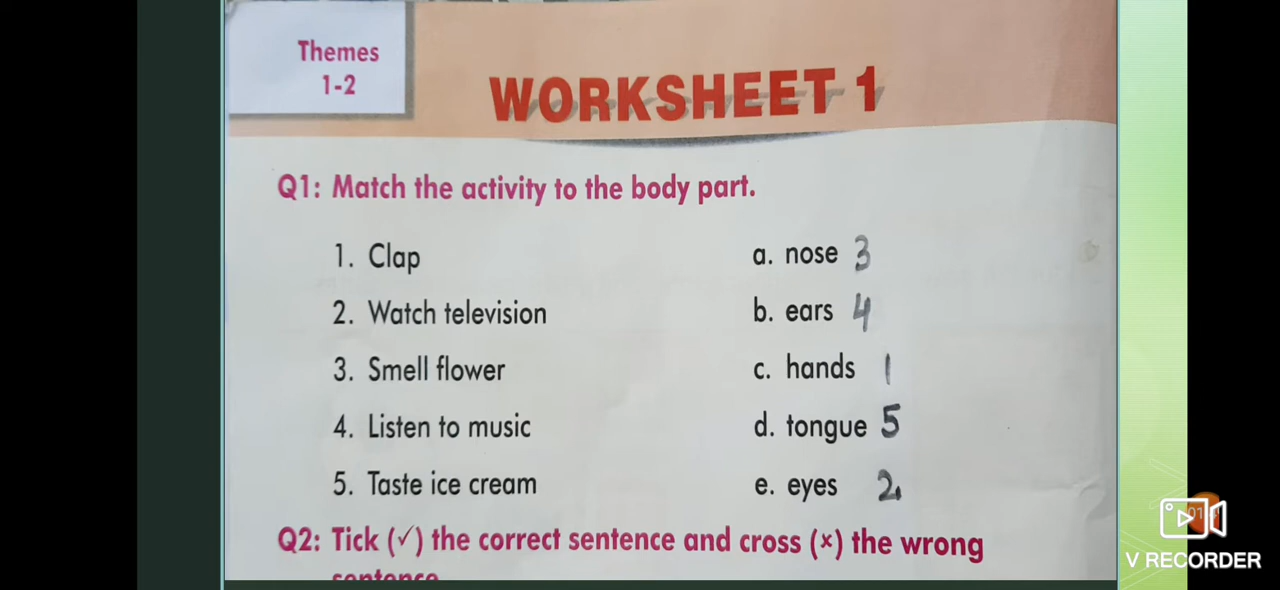 Themes
1-2
WORKSHEET 1
Q1: Match the activity to the body part.
1. Clap
a. nose 3
2. Watch television
b. ears 4
3. Smell flower
c. hands 1
4. Listen to music
d. tongue 5
5. Taste ice cream
e. eyes 2
Q2: Tick (✓) the correct sentence and cross (×) the wrong
sentence
V RECORDER